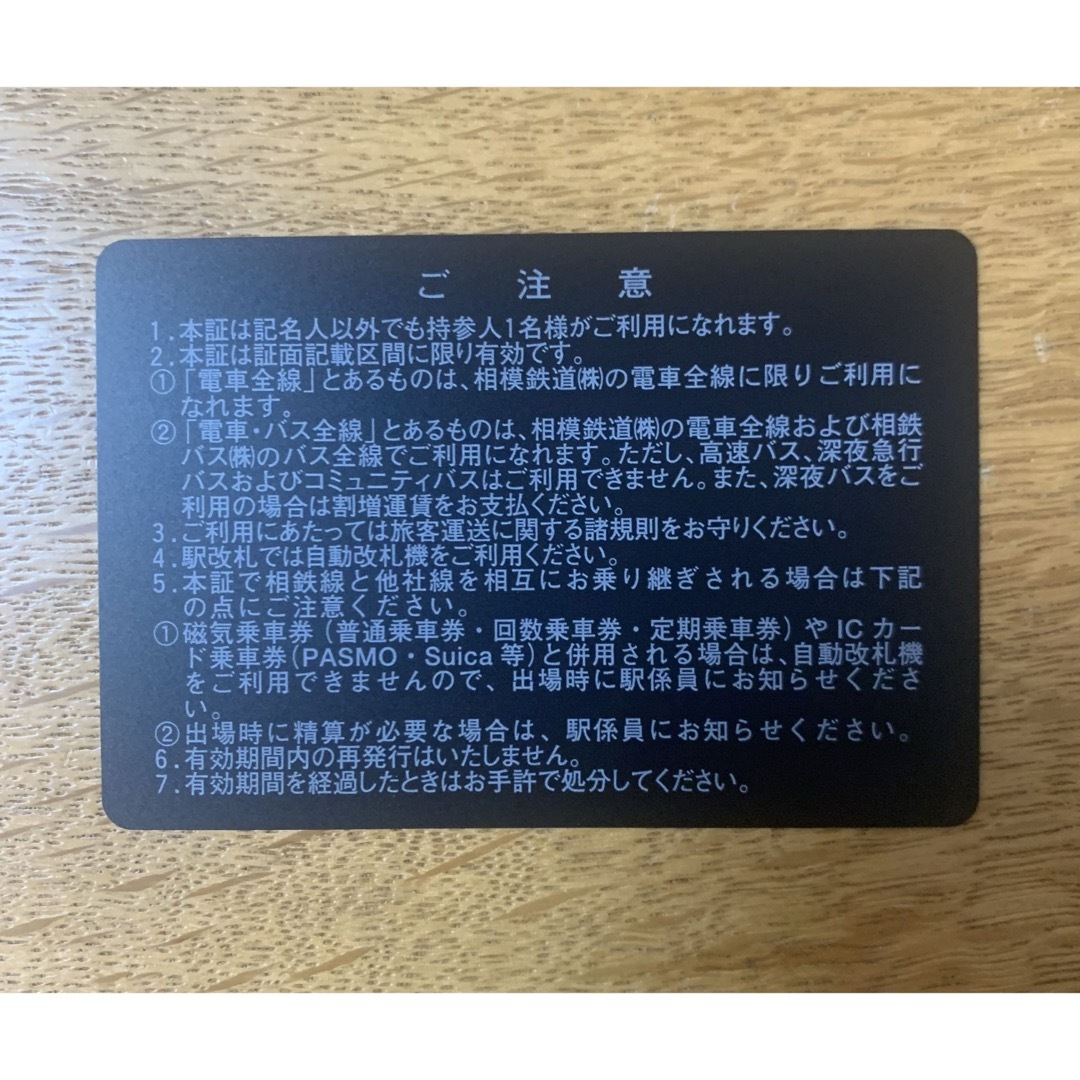 ご注意
1.本証は記名人以外でも持参人1名様がご利用になれます。
2.本証は証面記載区間に限り有効です。
①「電車全線」とあるものは、相模鉄道㈱の電車全線に限りご利用に
なれます。
②「電車・バス全線」とあるものは、相模鉄道㈱の電車全線および相鉄
バス㈱のバス全線でご利用になれます。ただし、高速バス、深夜急行
バスおよびコミュニティバスはご利用できません。また、深夜バスをご
利用の場合は割増運賃をお支払ください。
3.ご利用にあたっては旅客運送に関する諸規則をお守りください。
4.駅改札では自動改札機をご利用ください。
5.本証で相鉄線と他社線を相互にお乗り継ぎされる場合は下記
の点にご注意ください。
①磁気乗車券(普通乗車券・回数乗車券・定期乗車券)やICカー
ド乗車券(PASMO・Suica等)と併用される場合は、自動改札機
をご利用できませんので、出場時に駅係員にお知らせくださ
い。
②出場時に精算が必要な場合は、駅係員にお知らせください。
6.有効期間内の再発行はいたしません。
7.有効期間を経過したときはお手許で処分してください。